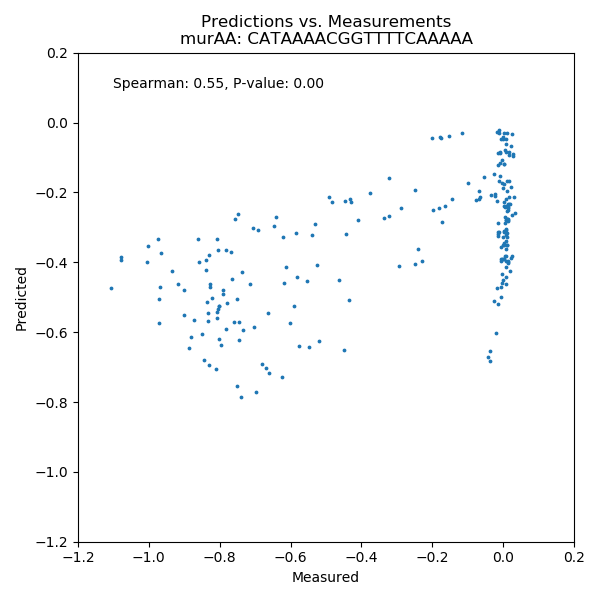 Predictions vs. Measurements
murAA: CATAAAACGGTTTTCAAAAA
Spearman: 0.55, P-value: 0.00
0.2
0.0
−0.2
−0.4
−0.6
−0.8
−1.0
−1.2
Predicted
−1.2 −1.0 −0.8 −0.6 −0.4 −0.2 0.0 0.2
Measured